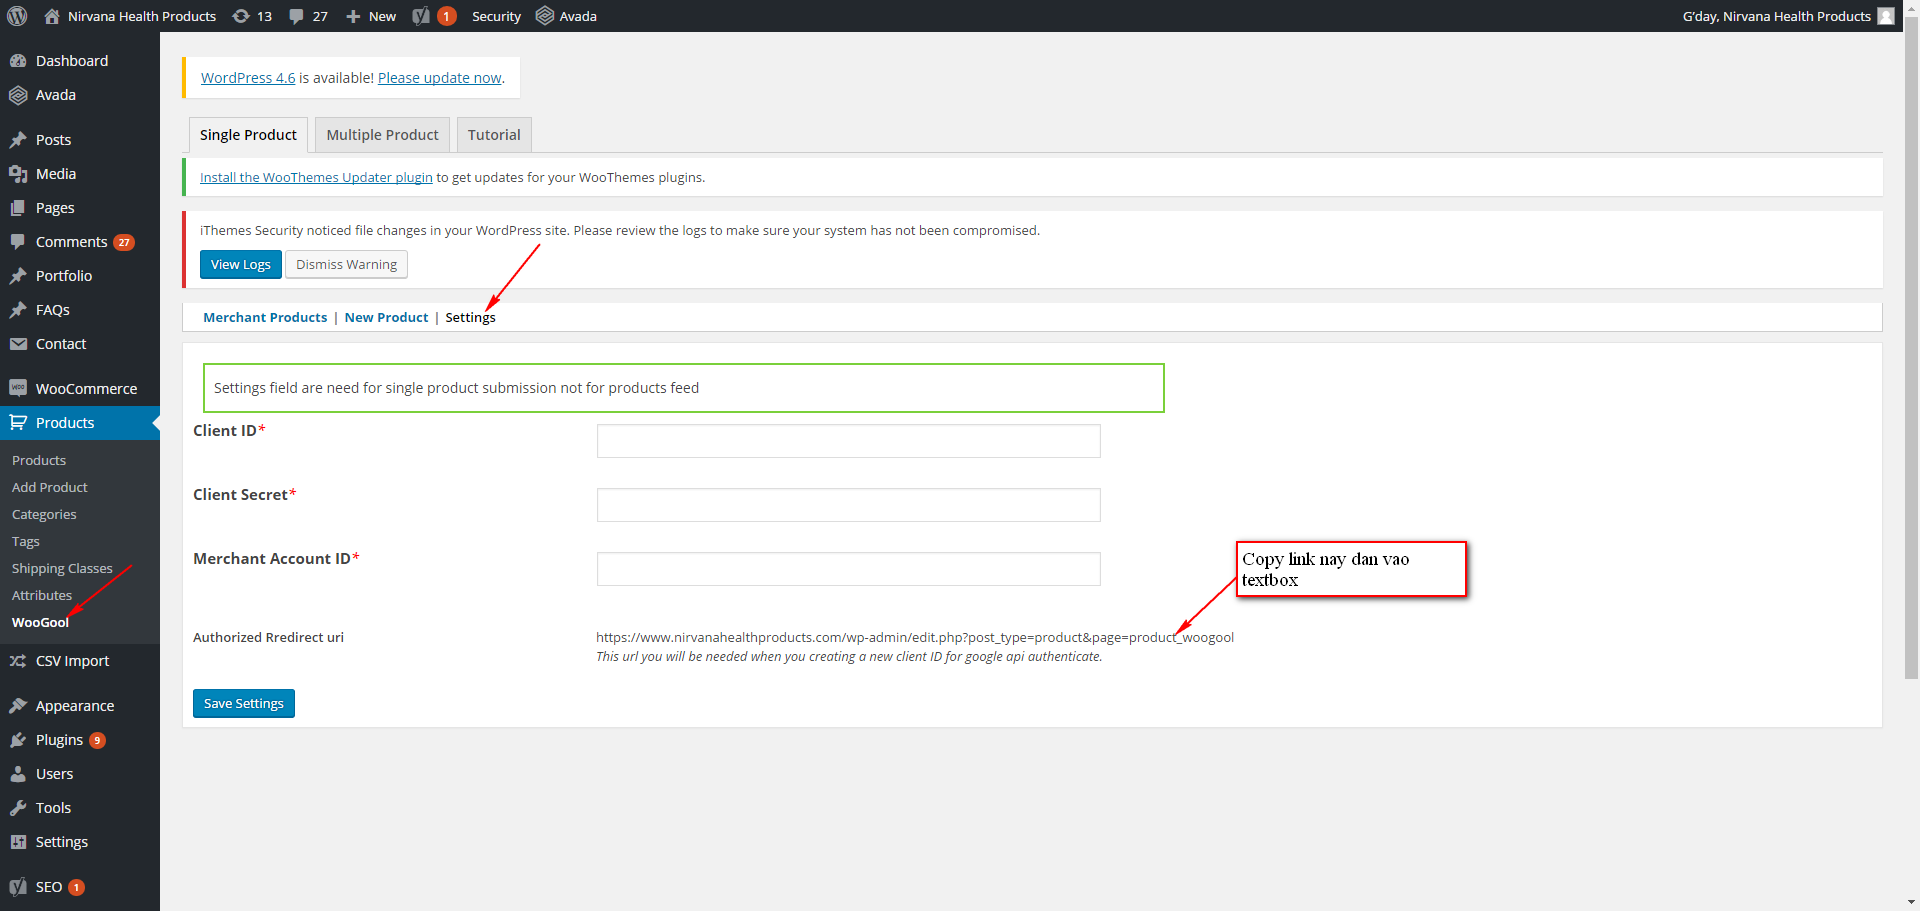 Nirvana Health Products 13 27 New 1 Security Avada G'day, Nirvana Health Products
Dashboard
Avada
Posts
Media
Pages
Comments 27
Portfolio
FAQs
Contact
WooCommerce
Products
Products
Add Product
Categories
Tags
Shipping Classes
Attributes
WooGool
CSV Import
Appearance
Plugins 9
Users
Tools
Settings
SEO 1
WordPress 4.6 is available! Please update now.
Single Product Multiple Product Tutorial
Install the WooThemes Updater plugin to get updates for your WooThemes plugins.
iThemes Security noticed file changes in your WordPress site. Please review the logs to make sure your system has not been compromised.
View Logs Dismiss Warning
Merchant Products | New Product | Settings
Settings field are need for single product submission not for products feed
Client ID*
Client Secret*
Merchant Account ID*
Copy link nay dan vao
textbox
Authorized Rredirect uri https://www.nirvanahealthproducts.com/wp-admin/edit.php?post_type=product&page=product_woogool
This url you will be needed when you creating a new client ID for google api authenticate.
Save Settings